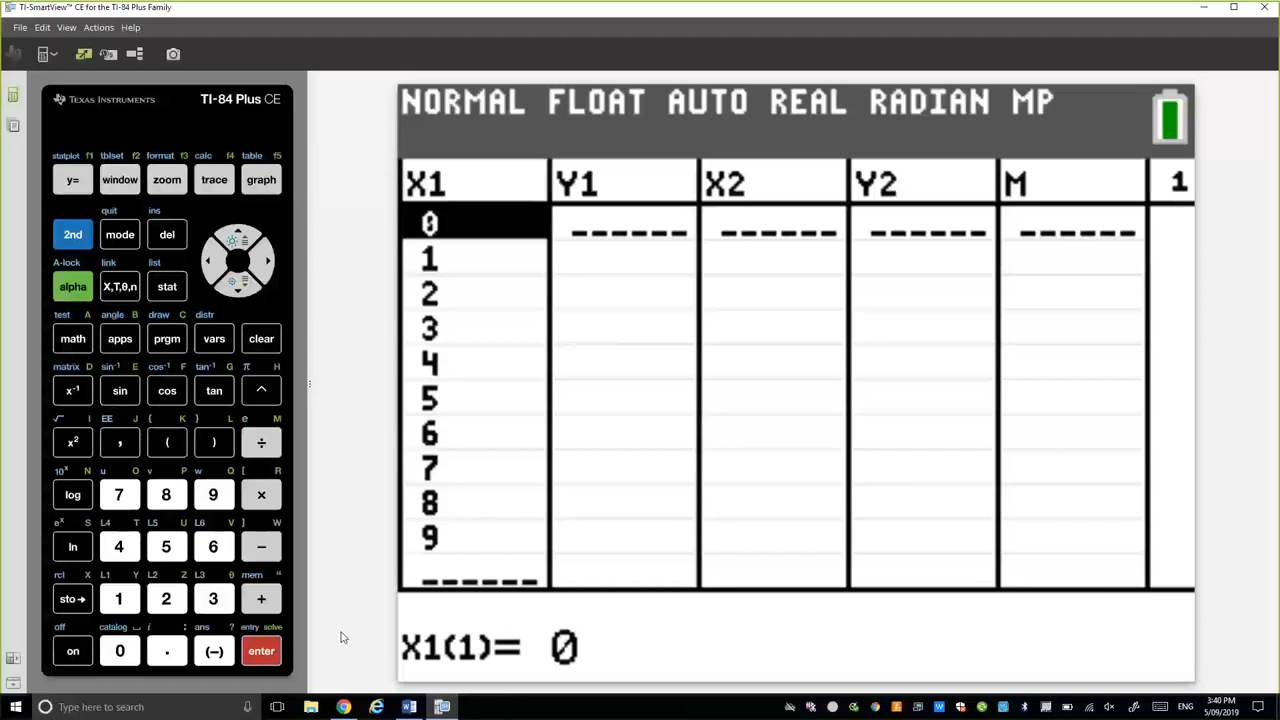 TI-SmartView™ CE for the TI-84 Plus Family
File Edit View Actions Help
TEXAS INSTRUMENTS TI-84 Plus CE
statplot f1 tblset f2 format f3 calc f4 table f5
y= window zoom trace graph
quit ins
2nd mode del
A-lock link list
alpha X,T,θ,n stat
test A angle B draw C distr
math apps prgm vars clear
matrix D sin⁻¹ E cos⁻¹ F tan⁻¹ G π H
x⁻¹ sin cos tan ^
√ I EE J { K } L e M
x² , ( ) ÷
10ˣ N u O v P w Q [ R
log 7 8 9 ×
eˣ S L4 T L5 U L6 V ] W
ln 4 5 6 −
rcl X L1 Y L2 Z L3 θ mem "
sto→ 1 2 3 +
off catalog i : ans ? entry solve
on 0 . (–) enter
NORMAL FLOAT AUTO REAL RADIAN MP
X1 Y1 X2 Y2 M 1
0 ------ ------ ------ ------
1
2
3
4
5
6
7
8
9
------
X1(1)= 0
Type here to search
ENG
3:40 PM
5/09/2019